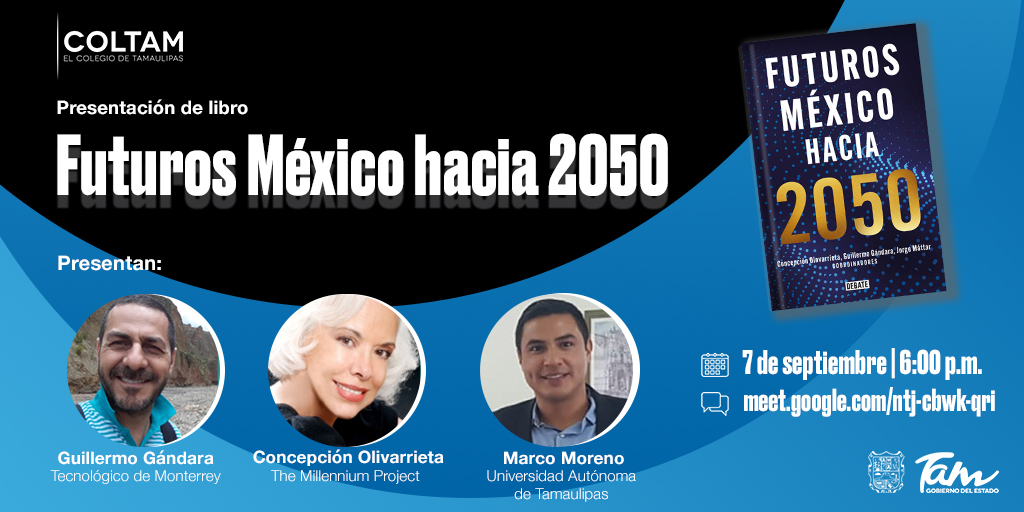 COLTAM
EL COLEGIO DE TAMAULIPAS
Presentación de libro
Futuros México hacia 2050
Presentan:
Guillermo Gándara
Tecnológico de Monterrey
Concepción Olivarrieta
The Millennium Project
Marco Moreno
Universidad Autónoma
de Tamaulipas
FUTUROS
MÉXICO
HACIA
2050
Concepción Olavarrieta, Guillermo Gándara, Jorge Máttar
COORDINADORES
DEBATE
7 de septiembre | 6:00 p.m.
meet.google.com/ntj-cbwk-qri
Tam
GOBIERNO DEL ESTADO